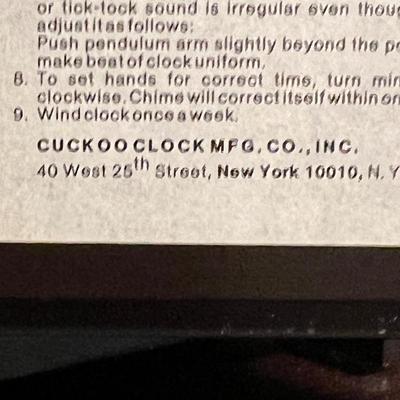 or tick-tock sound is irregular even thou
adjust it as follows:
Push pendulum arm slightly beyond the p
make beat of clock uniform.
8. To set hands for correct time, turn min
clockwise. Chime will correct itself within on
9. Wind clock once a week.
CUCKOO CLOCK MFG. CO., INC.
40 West 25th Street, New York 10010, N. Y